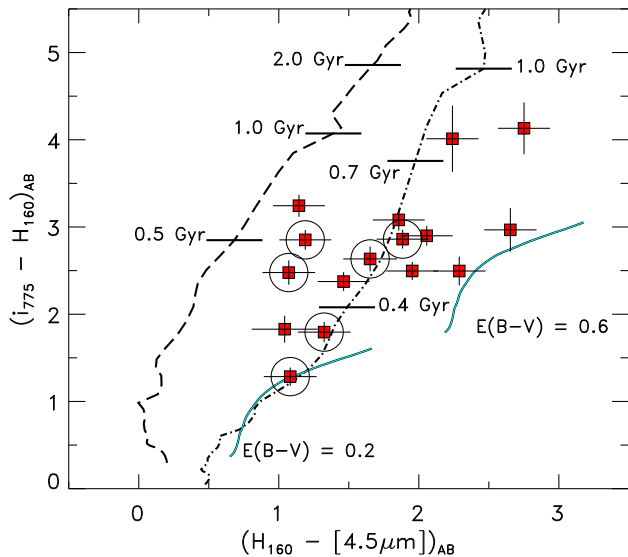 5
4
3
2
1
0
(i775 − H160)AB
2.0 Gyr
1.0 Gyr
1.0 Gyr
0.7 Gyr
0.5 Gyr
0.4 Gyr
E(B−V) = 0.6
E(B−V) = 0.2
0 1 2 3
(H160 − [4.5μm])AB